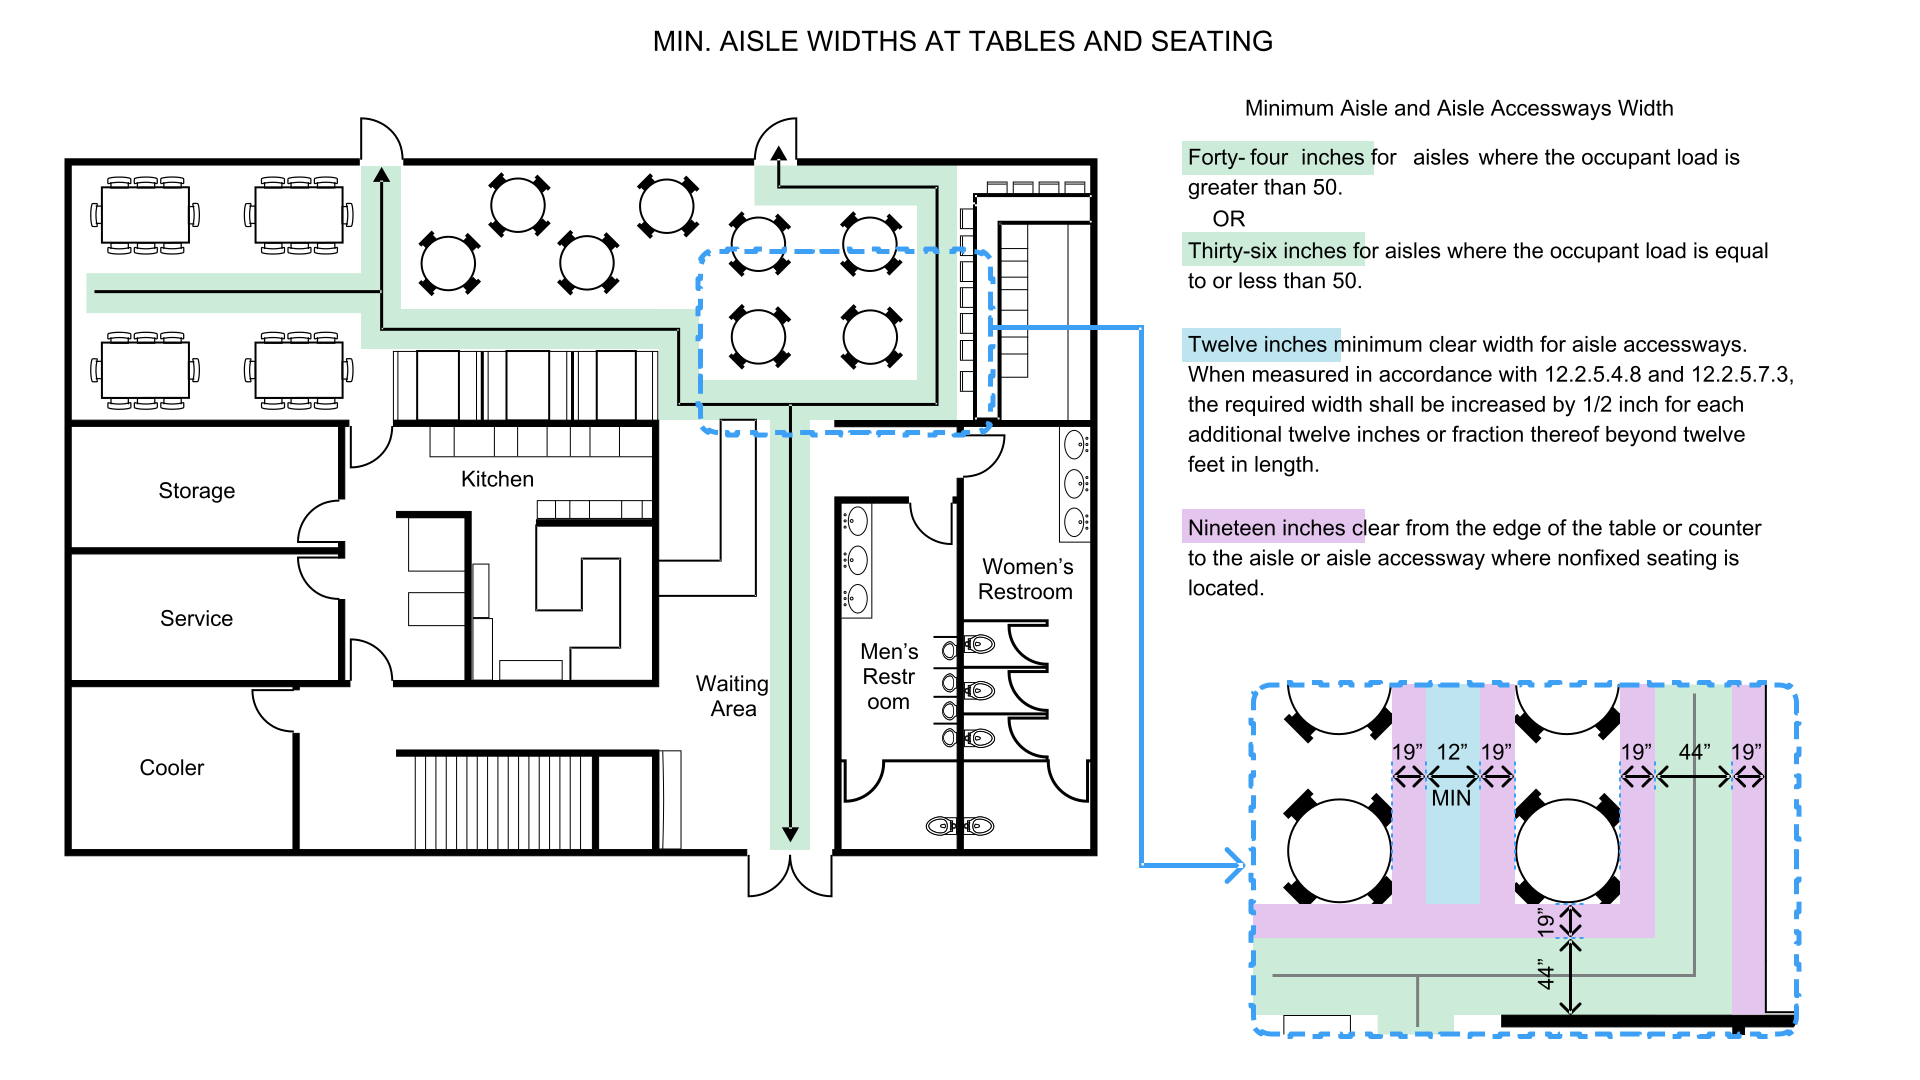 MIN. AISLE WIDTHS AT TABLES AND SEATING
Minimum Aisle and Aisle Accessways Width
Forty- four inches for aisles where the occupant load is
greater than 50.
OR
Thirty-six inches for aisles where the occupant load is equal
to or less than 50.
Twelve inches minimum clear width for aisle accessways.
When measured in accordance with 12.2.5.4.8 and 12.2.5.7.3,
the required width shall be increased by 1/2 inch for each
additional twelve inches or fraction thereof beyond twelve
feet in length.
Nineteen inches clear from the edge of the table or counter
to the aisle or aisle accessway where nonfixed seating is
located.
Storage
Kitchen
Service
Women’s
Restroom
Men’s
Restr
oom
Waiting
Area
Cooler
19” 12” 19” 19” 44” 19”
MIN
19”
44”